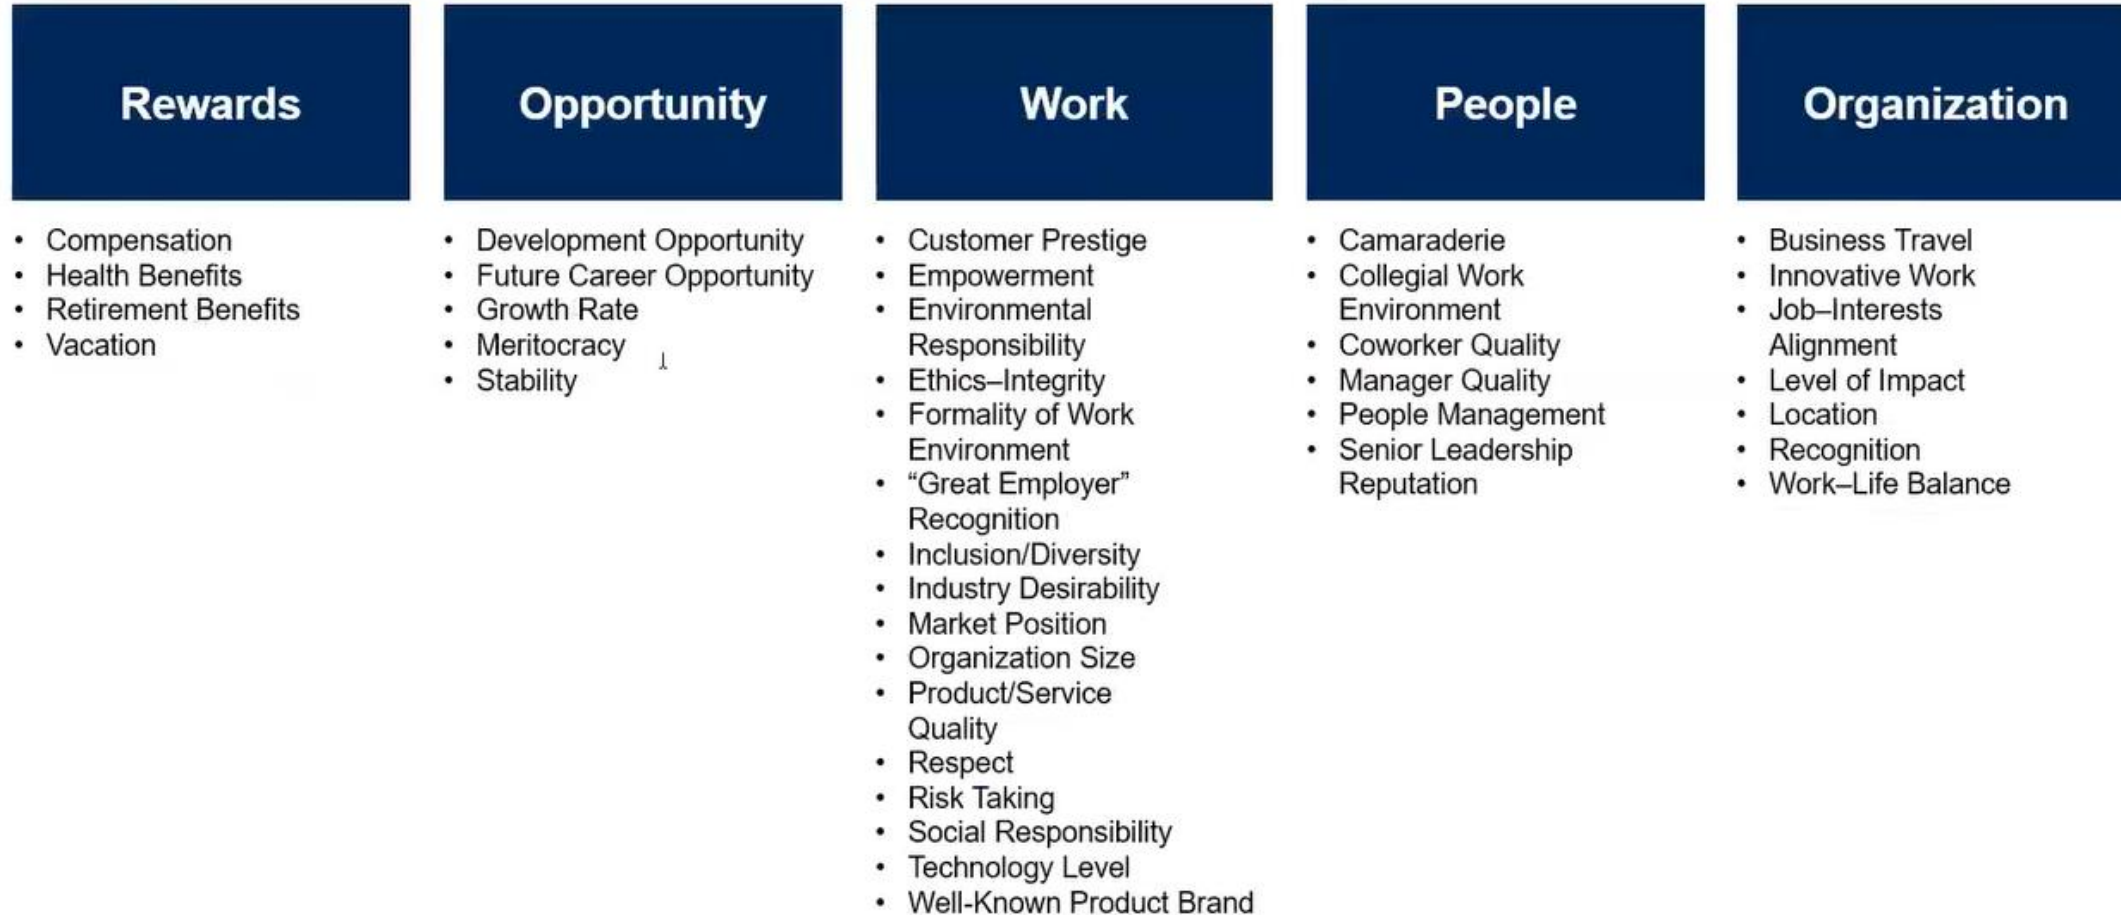 Rewards
• Compensation
• Health Benefits
• Retirement Benefits
• Vacation
Opportunity
• Development Opportunity
• Future Career Opportunity
• Growth Rate
• Meritocracy
• Stability
Work
• Customer Prestige
• Empowerment
• Environmental
Responsibility
• Ethics–Integrity
• Formality of Work
Environment
• “Great Employer”
Recognition
• Inclusion/Diversity
• Industry Desirability
• Market Position
• Organization Size
• Product/Service
Quality
• Respect
• Risk Taking
• Social Responsibility
• Technology Level
• Well-Known Product Brand
People
• Camaraderie
• Collegial Work
Environment
• Coworker Quality
• Manager Quality
• People Management
• Senior Leadership
Reputation
Organization
• Business Travel
• Innovative Work
• Job–Interests
Alignment
• Level of Impact
• Location
• Recognition
• Work–Life Balance